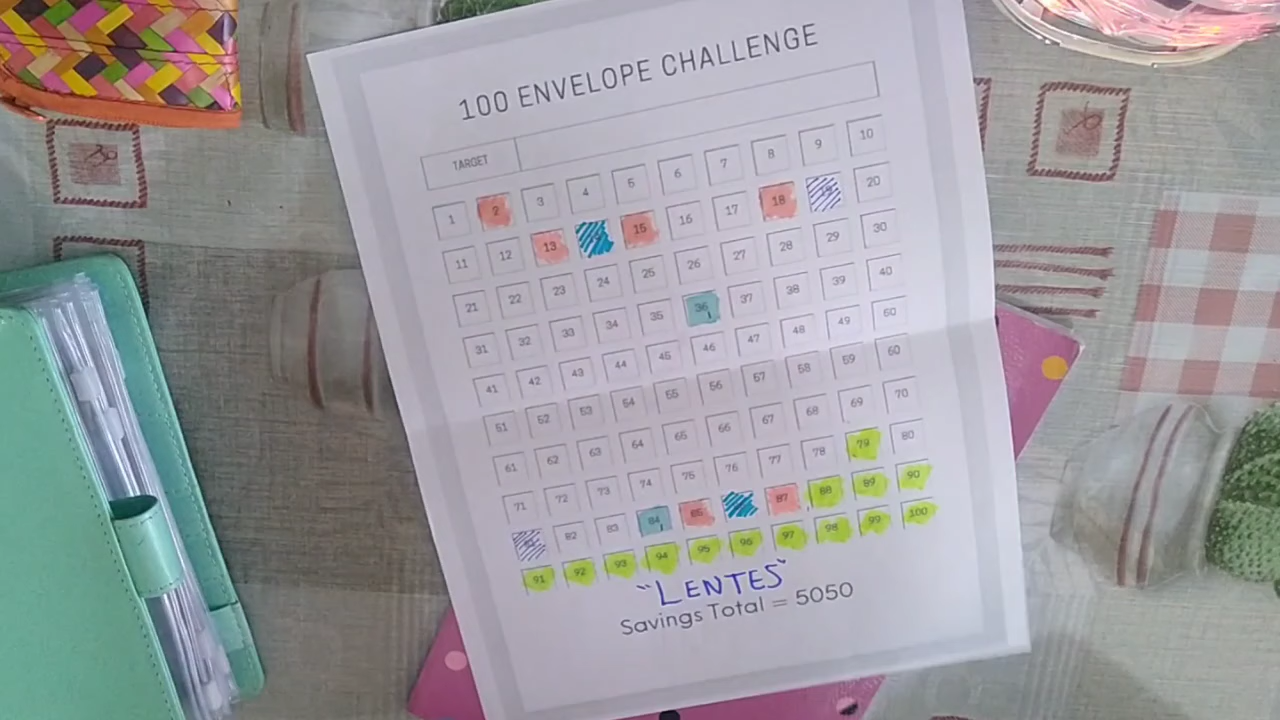 100 ENVELOPE CHALLENGE
TARGET
1 2 3 4 5 6 7 8 9 10
11 12 13 15 16 17 18 19 20
21 22 23 24 25 26 27 28 29 30
31 32 33 34 35 36 37 38 39 40
41 42 43 44 45 46 47 48 49 50
51 52 53 54 55 56 57 58 59 60
61 62 63 64 65 66 67 68 69 70
71 72 73 74 75 76 77 78 79 80
81 82 83 84 85 87 88 89 90
91 92 93 94 95 96 97 98 99 100
"LENTES"
Savings Total = 5050